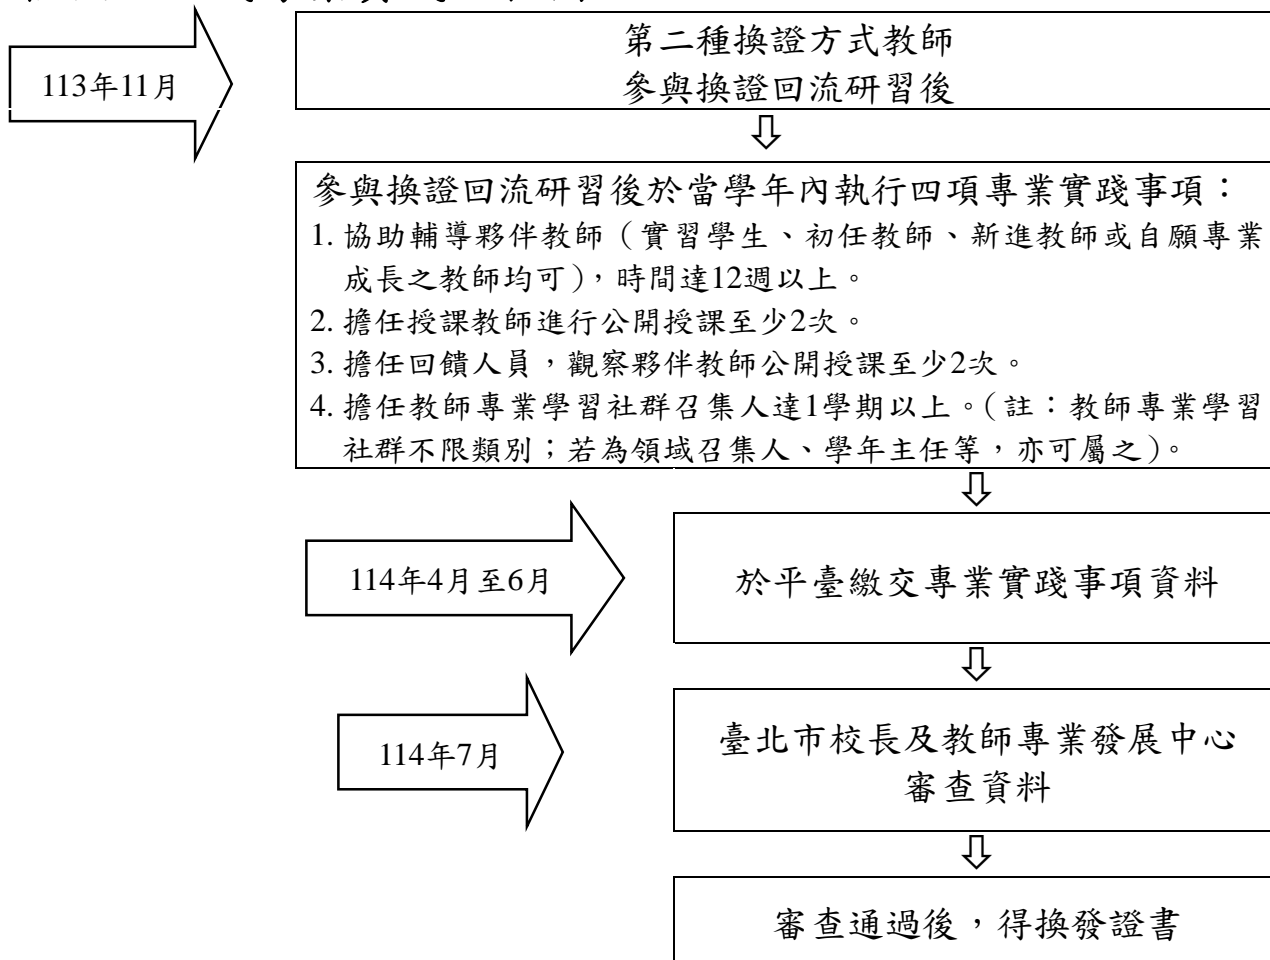 113年11月
第二種換證方式教師
參與換證回流研習後
參與換證回流研習後於當學年內執行四項專業實踐事項：
1. 協助輔導夥伴教師（實習學生、初任教師、新進教師或自願專業
成長之教師均可），時間達12週以上。
2. 擔任授課教師進行公開授課至少2次。
3. 擔任回饋人員，觀察夥伴教師公開授課至少2次。
4. 擔任教師專業學習社群召集人達1學期以上。（註：教師專業學習
社群不限類別；若為領域召集人、學年主任等，亦可屬之）。
114年4月至6月
於平臺繳交專業實踐事項資料
114年7月
臺北市校長及教師專業發展中心
審查資料
審查通過後，得換發證書